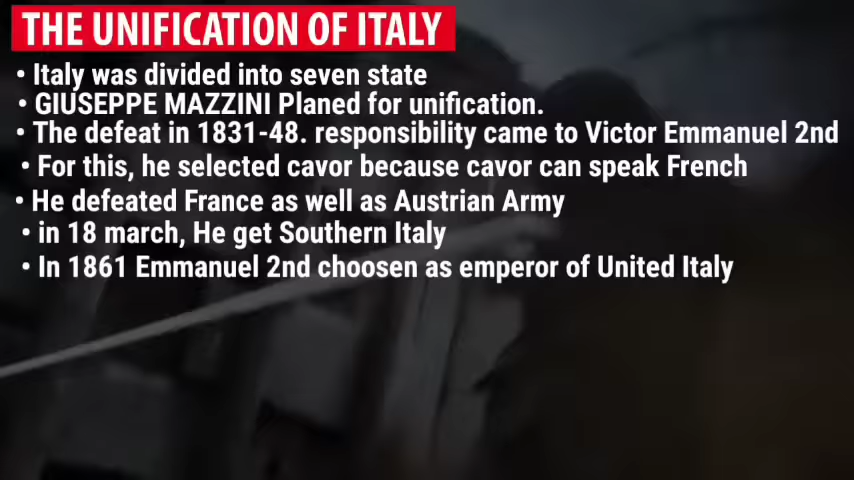 THE UNIFICATION OF ITALY
• Italy was divided into seven state
• GIUSEPPE MAZZINI Planed for unification.
• The defeat in 1831-48. responsibility came to Victor Emmanuel 2nd
• For this, he selected cavor because cavor can speak French
• He defeated France as well as Austrian Army
• in 18 march, He get Southern Italy
• In 1861 Emmanuel 2nd choosen as emperor of United Italy